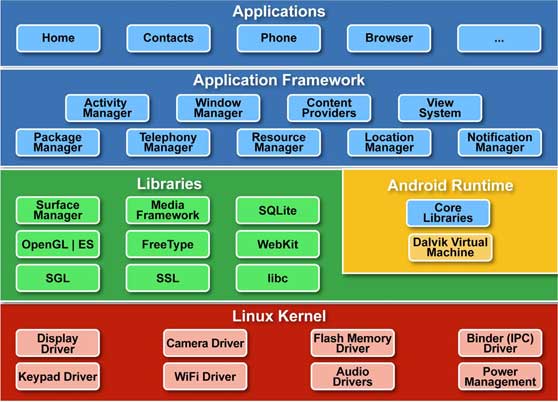 Applications
Home
Contacts
Phone
Browser
...
Application Framework
Activity
Manager
Window
Manager
Content
Providers
View
System
Package
Manager
Telephony
Manager
Resource
Manager
Location
Manager
Notification
Manager
Libraries
Surface
Manager
Media
Framework
SQLite
OpenGL | ES
FreeType
WebKit
SGL
SSL
libc
Android Runtime
Core
Libraries
Dalvik Virtual
Machine
Linux Kernel
Display
Driver
Camera Driver
Flash Memory
Driver
Binder (IPC)
Driver
Keypad Driver
WiFi Driver
Audio
Drivers
Power
Management